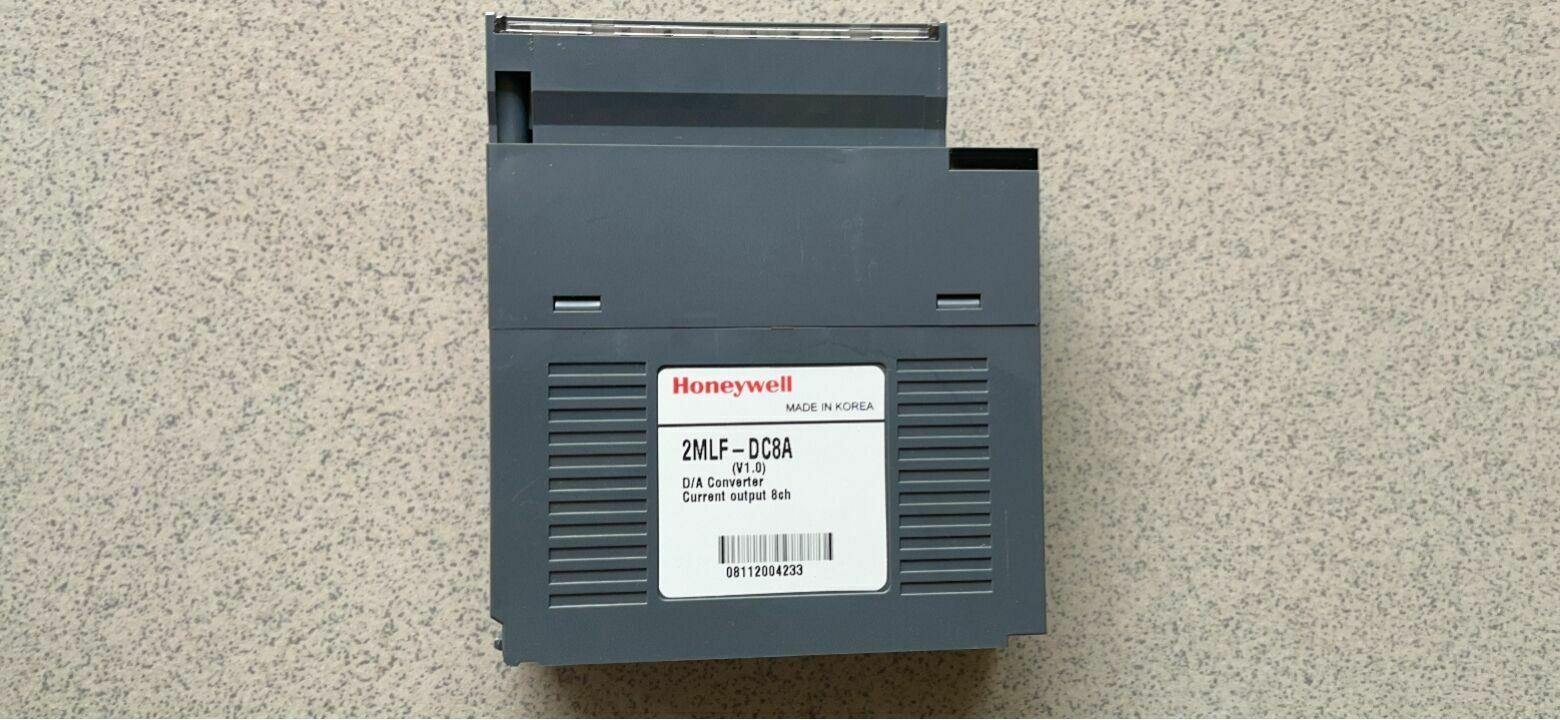 Honeywell
MADE IN KOREA
2MLF-DC8A
(V1.0)
D/A Converter
Current output 8ch
08112004233